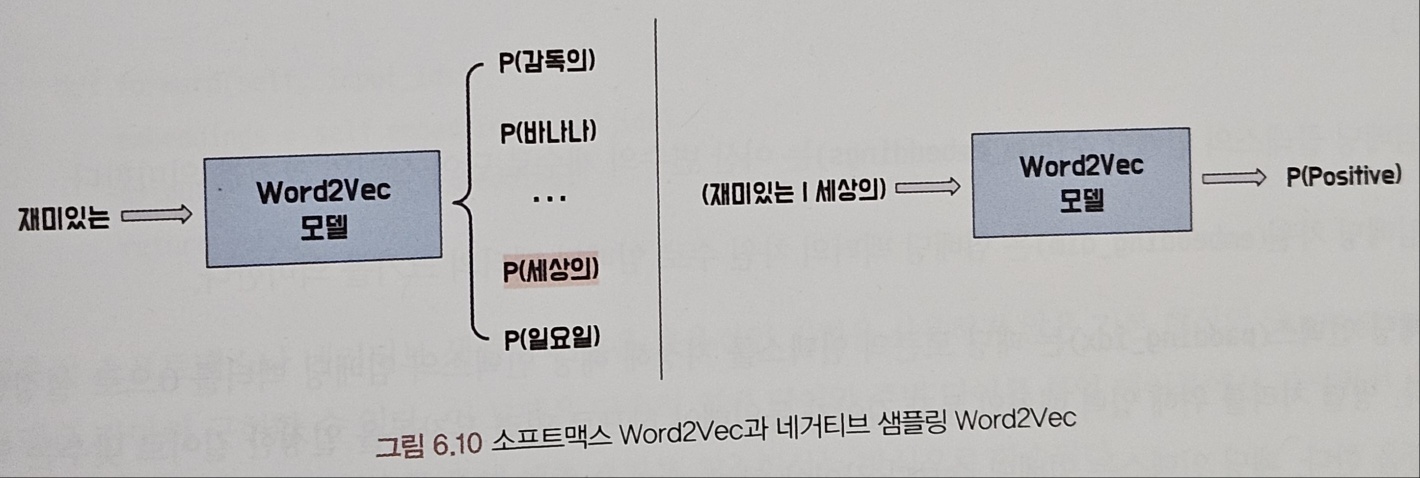 재미있는
Word2Vec
모델
P(감독의)
P(바나나)
...
P(세상의)
P(일요일)
(재미있는 | 세상의)
Word2Vec
모델
P(Positive)
그림 6.10 소프트맥스 Word2Vec과 네거티브 샘플링 Word2Vec